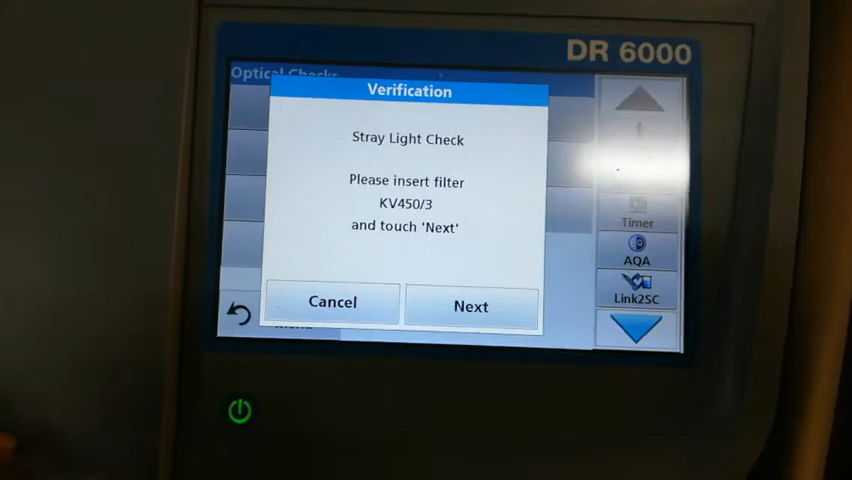 DR 6000
Optical Checks
Verification
Stray Light Check
Please insert filter
KV450/3
and touch 'Next'
Cancel
Next
Timer
AQA
Link2SC